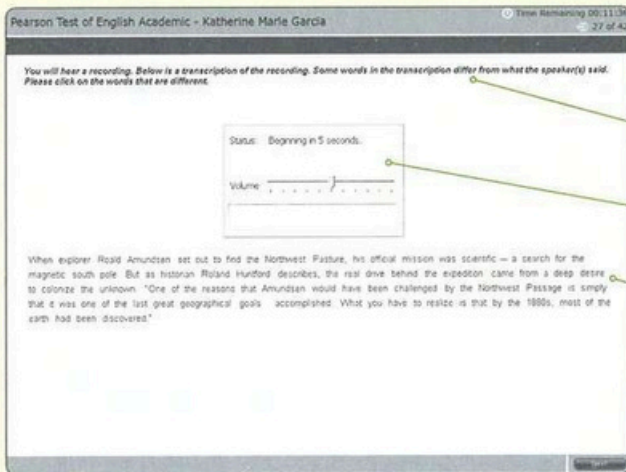 Pearson Test of English Academic - Katherine Marie Garcia
Time Remaining 00:11:36
27 of 42
You will hear a recording. Below is a transcription of the recording. Some words in the transcription differ from what the speaker(s) said.
Please click on the words that are different.
Status: Beginning in 5 seconds.
Volume
When explorer Roald Amundsen set out to find the Northwest Pasture, his official mission was scientific — a search for the
magnetic south pole. But as historian Roland Huntford describes, the real drive behind the expedition came from a deep desire
to colonize the unknown. "One of the reasons that Amundsen would have been challenged by the Northwest Passage is simply
that it was one of the last great geographical goals accomplished. What you have to realize is that by the 1880s, most of the
earth had been discovered."